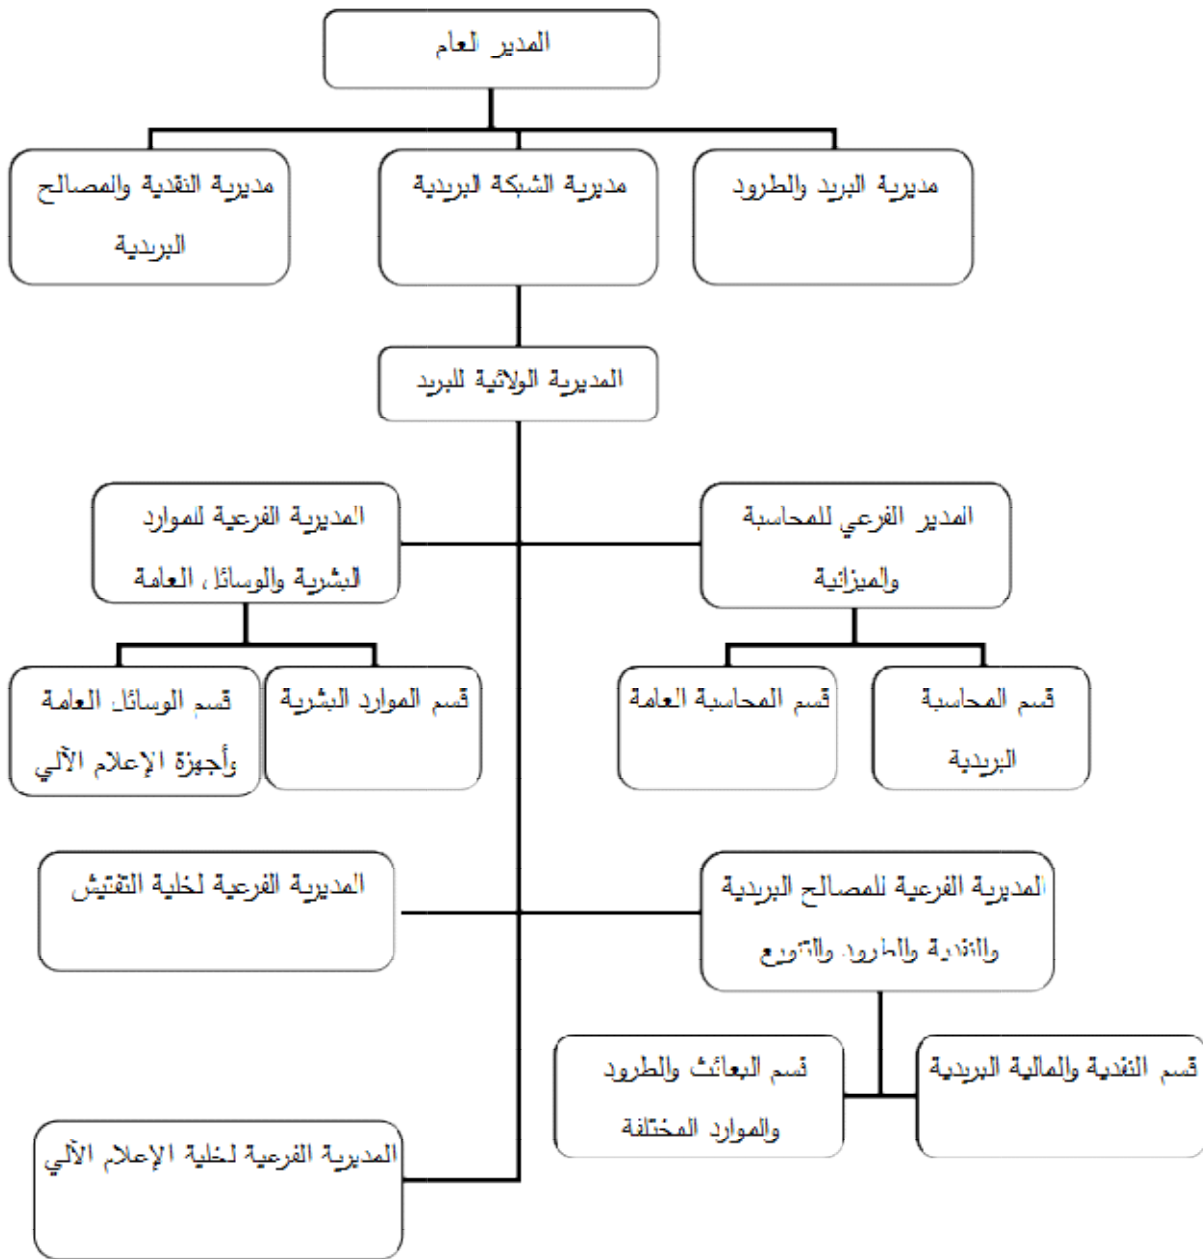 المدير العام
مديرية البريد والطرود
مديرية الشبكة البريدية
مديرية النقدية والمصالح
البريدية
المديرية الولائية للبريد
المدير الفرعي للمحاسبة
والميزانية
المديرية الفرعية للموارد
البشرية والوسائل العامة
قسم المحاسبة
البريدية
قسم المحاسبة العامة
قسم الموارد البشرية
قسم الوسائل العامة
وأجهزة الإعلام الآلي
المديرية الفرعية للمصالح البريدية
والنقدية والطرود والتوزيع
المديرية الفرعية لخلية التفتيش
قسم النقدية والمالية البريدية
قسم البعائث والطرود
والموارد المختلفة
المديرية الفرعية لخلية الإعلام الآلي